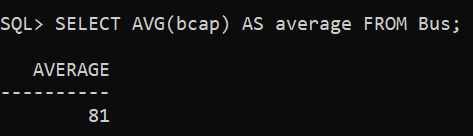 SQL> SELECT AVG(bcap) AS average FROM Bus;
AVERAGE
----------
81